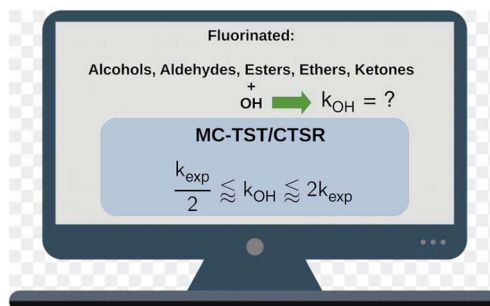 Fluorinated:
Alcohols, Aldehydes, Esters, Ethers, Ketones
+
OH k_OH = ?
MC-TST/CTSR
k_exp/2 ⪅ k_OH ⪅ 2k_exp